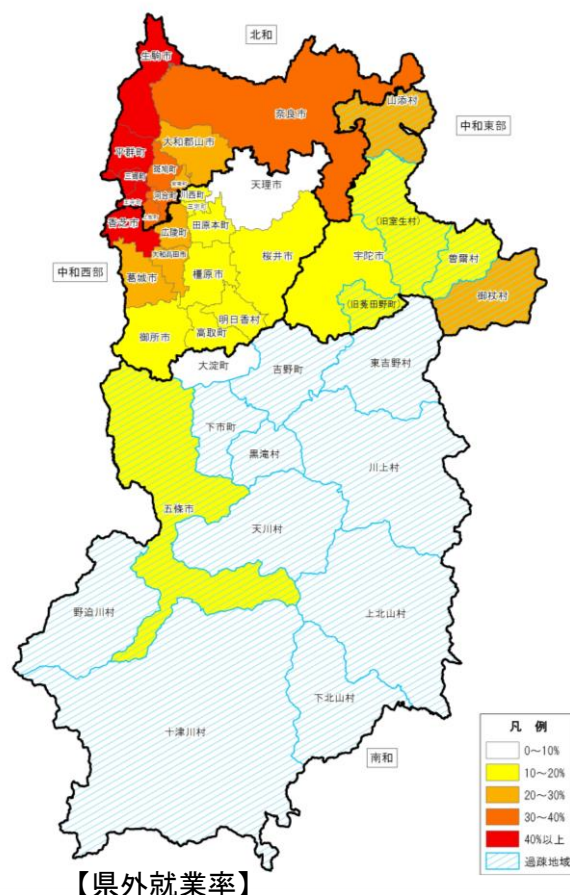 北和
生駒市
山添村
奈良市
中和東部
大和郡山市
平群町
三郷町
斑鳩町
天理市
川西町
河合町
香芝市
広陵町
田原本町
(旧室生村)
中和西部
大和高田市
桜井市
宇陀市
曽爾村
葛城市
橿原市
御杖村
(旧菟田野町)
明日香村
御所市
高取町
大淀町
吉野町
東吉野村
下市町
黒滝村
川上村
五條市
天川村
野迫川村
上北山村
下北山村
十津川村
南和
凡 例
0～10%
10～20%
20～30%
30～40%
40%以上
過疎地域
【県外就業率】